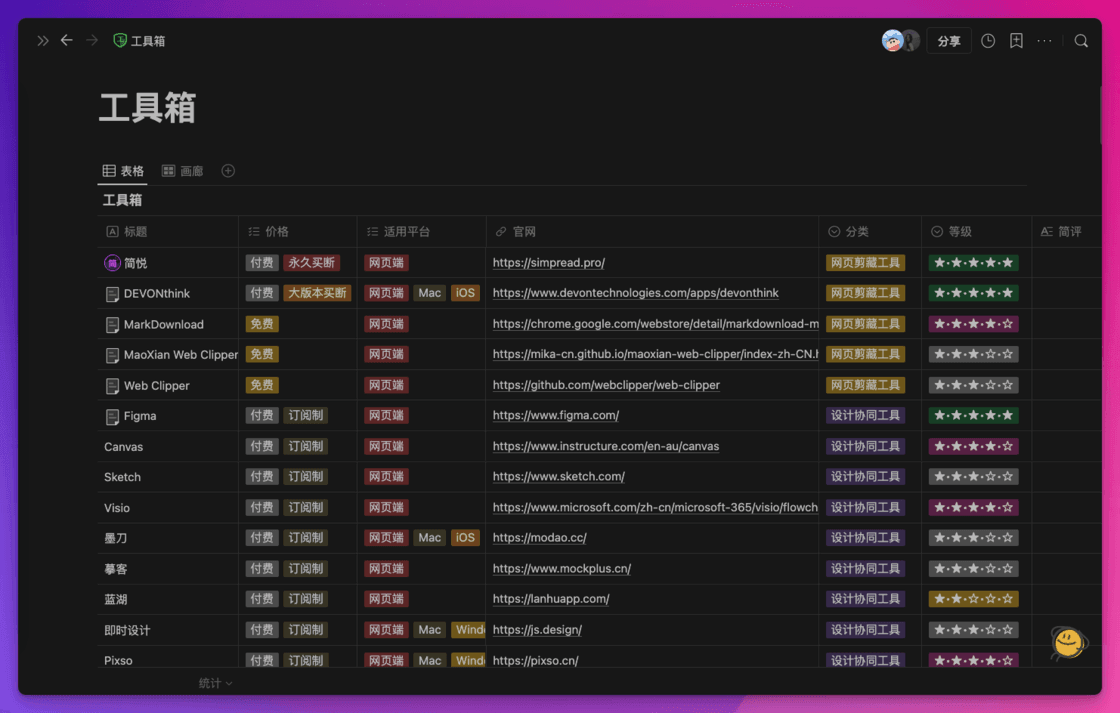 工具箱
分享
工具箱
表格 画廊
工具箱
标题 价格 适用平台 官网 分类 等级 简评
简悦 付费 永久买断 网页端 https://simpread.pro/ 网页剪藏工具 ★·★·★·★·★
DEVONthink 付费 大版本买断 网页端 Mac iOS https://www.devontechnologies.com/apps/devonthink 网页剪藏工具 ★·★·★·★·★
MarkDownload 免费 网页端 https://chrome.google.com/webstore/detail/markdownload-m 网页剪藏工具 ★·★·★·★·☆
MaoXian Web Clipper 免费 网页端 https://mika-cn.github.io/maoxian-web-clipper/index-zh-CN.h 网页剪藏工具 ★·★·★·☆·☆
Web Clipper 免费 网页端 https://github.com/webclipper/web-clipper 网页剪藏工具 ★·★·★·☆·☆
Figma 付费 订阅制 网页端 https://www.figma.com/ 设计协同工具 ★·★·★·★·★
Canvas 付费 订阅制 网页端 https://www.instructure.com/en-au/canvas 设计协同工具 ★·★·★·★·☆
Sketch 付费 订阅制 网页端 https://www.sketch.com/ 设计协同工具 ★·★·★·☆·☆
Visio 付费 订阅制 网页端 https://www.microsoft.com/zh-cn/microsoft-365/visio/flowch 设计协同工具 ★·★·★·★·☆
墨刀 付费 订阅制 网页端 Mac iOS https://modao.cc/ 设计协同工具 ★·★·★·☆·☆
摹客 付费 订阅制 网页端 https://www.mockplus.cn/ 设计协同工具 ★·★·★·☆·☆
蓝湖 付费 订阅制 网页端 https://lanhuapp.com/ 设计协同工具 ★·★·☆·☆·☆
即时设计 付费 订阅制 网页端 Mac Wind https://js.design/ 设计协同工具 ★·★·★·☆·☆
Pixso 付费 订阅制 网页端 Mac Wind https://pixso.cn/ 设计协同工具 ★·★·★·★·☆
统计